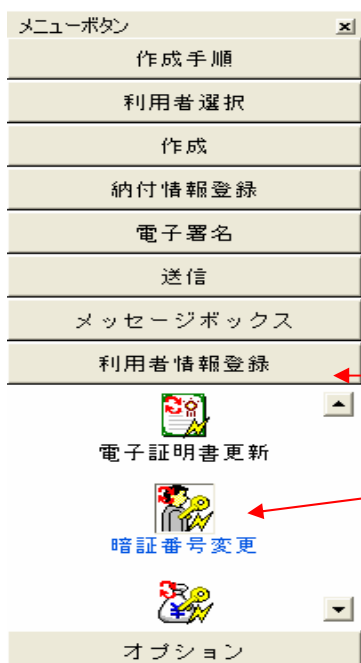 メニューボタン
作成手順
利用者選択
作成
納付情報登録
電子署名
送信
メッセージボックス
利用者情報登録
電子証明書更新
暗証番号変更
オプション